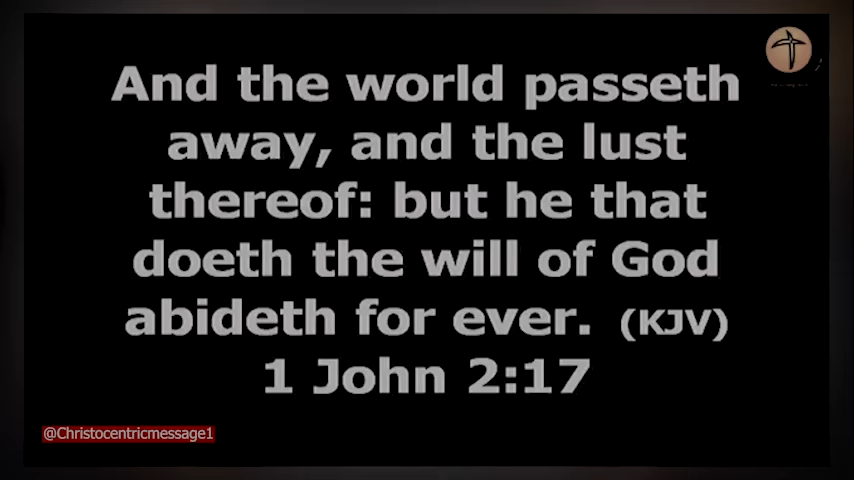 And the world passeth
away, and the lust
thereof: but he that
doeth the will of God
abideth for ever. (KJV)
1 John 2:17
@Christocentricmessage1